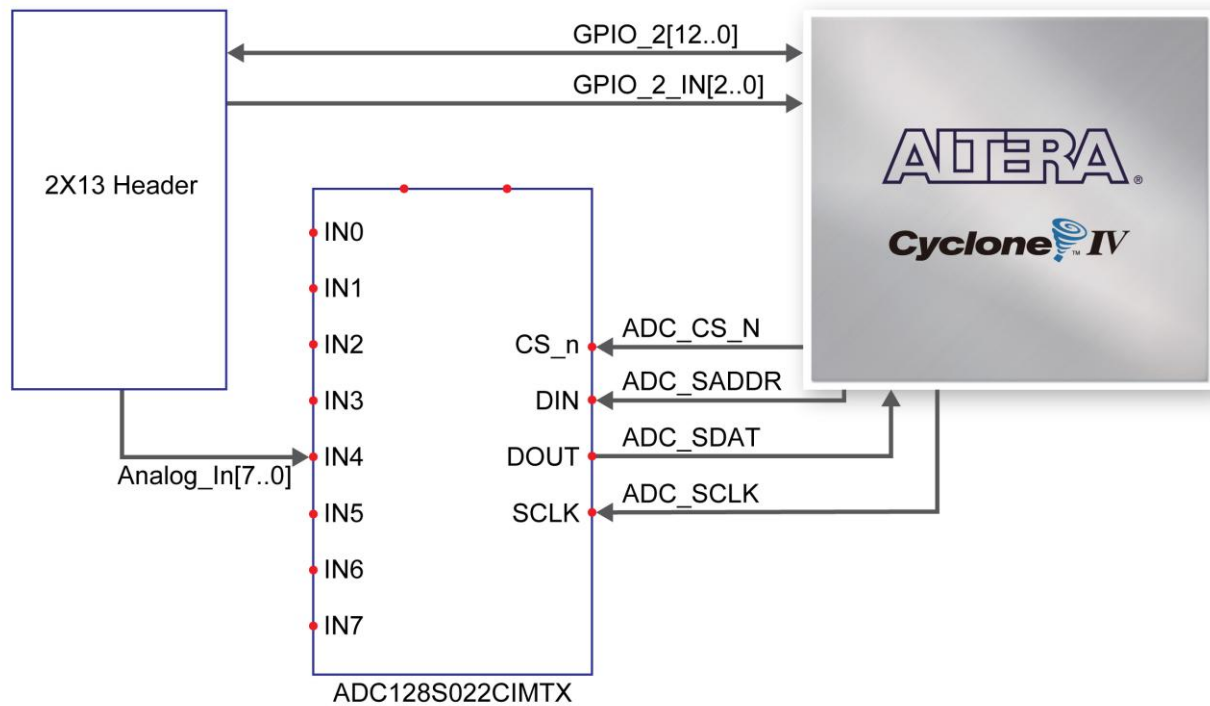 GPIO_2[12..0]
GPIO_2_IN[2..0]
2X13 Header
ALTERA®
Cyclone™ IV
IN0
IN1
IN2
IN3
IN4
IN5
IN6
IN7
Analog_In[7..0]
CS_n
DIN
DOUT
SCLK
ADC_CS_N
ADC_SADDR
ADC_SDAT
ADC_SCLK
ADC128S022CIMTX